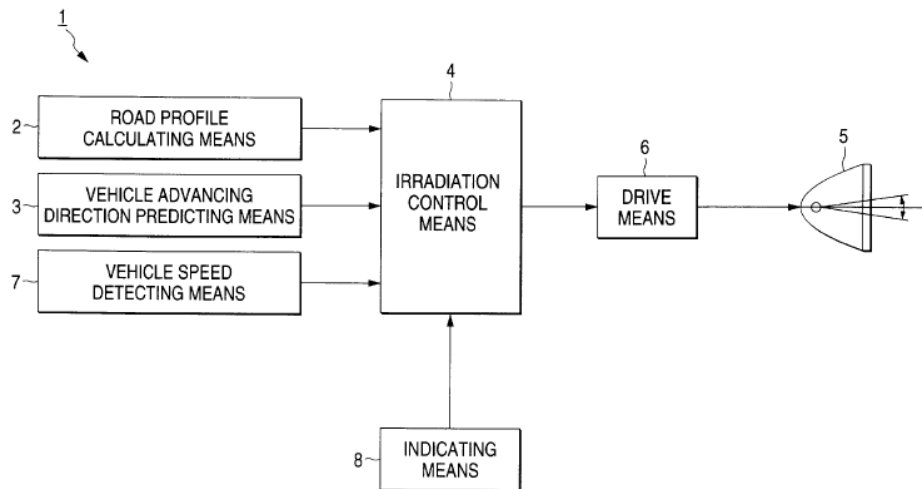 1
4
2
ROAD PROFILE
CALCULATING MEANS
3
VEHICLE ADVANCING
DIRECTION PREDICTING MEANS
7
VEHICLE SPEED
DETECTING MEANS
IRRADIATION
CONTROL
MEANS
6
DRIVE
MEANS
5
8
INDICATING
MEANS